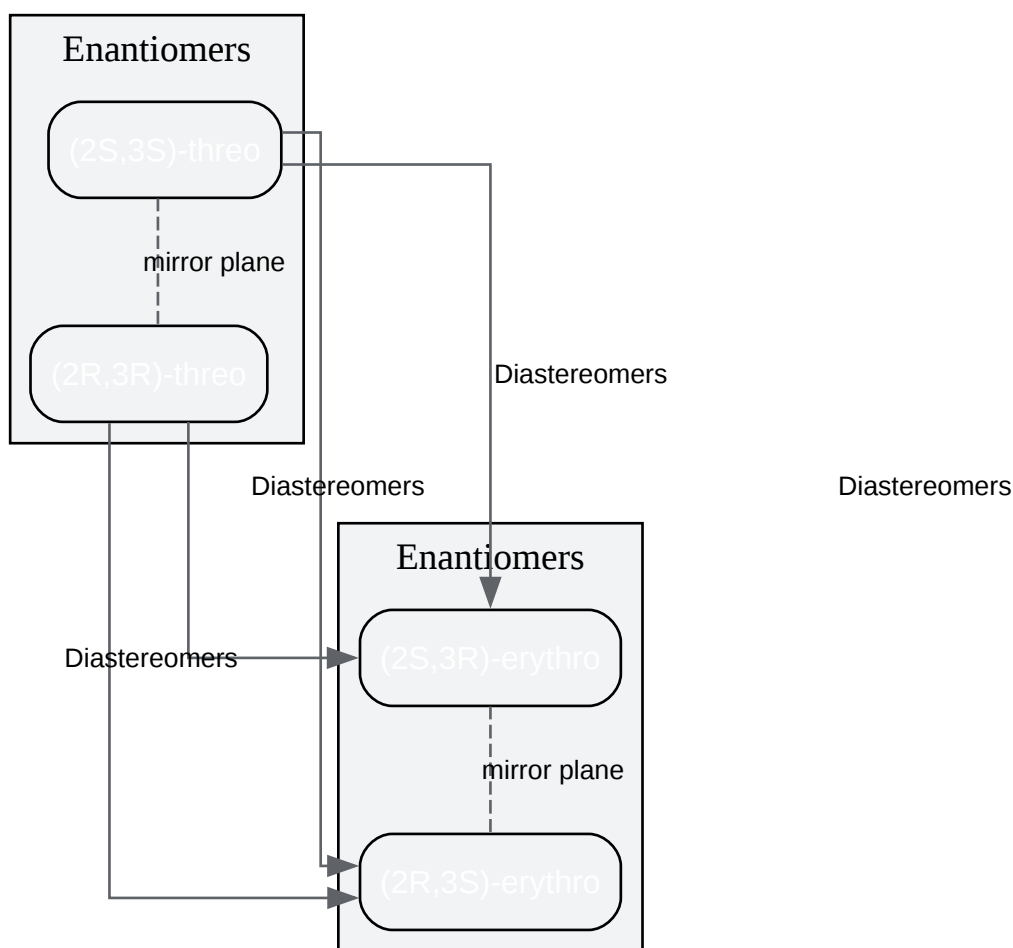 Enantiomers
(2S,3S)-threo
mirror plane
(2R,3R)-threo
Diastereomers
Diastereomers
Diastereomers
Enantiomers
(2S,3R)-erythro
Diastereomers
mirror plane
(2R,3S)-erythro